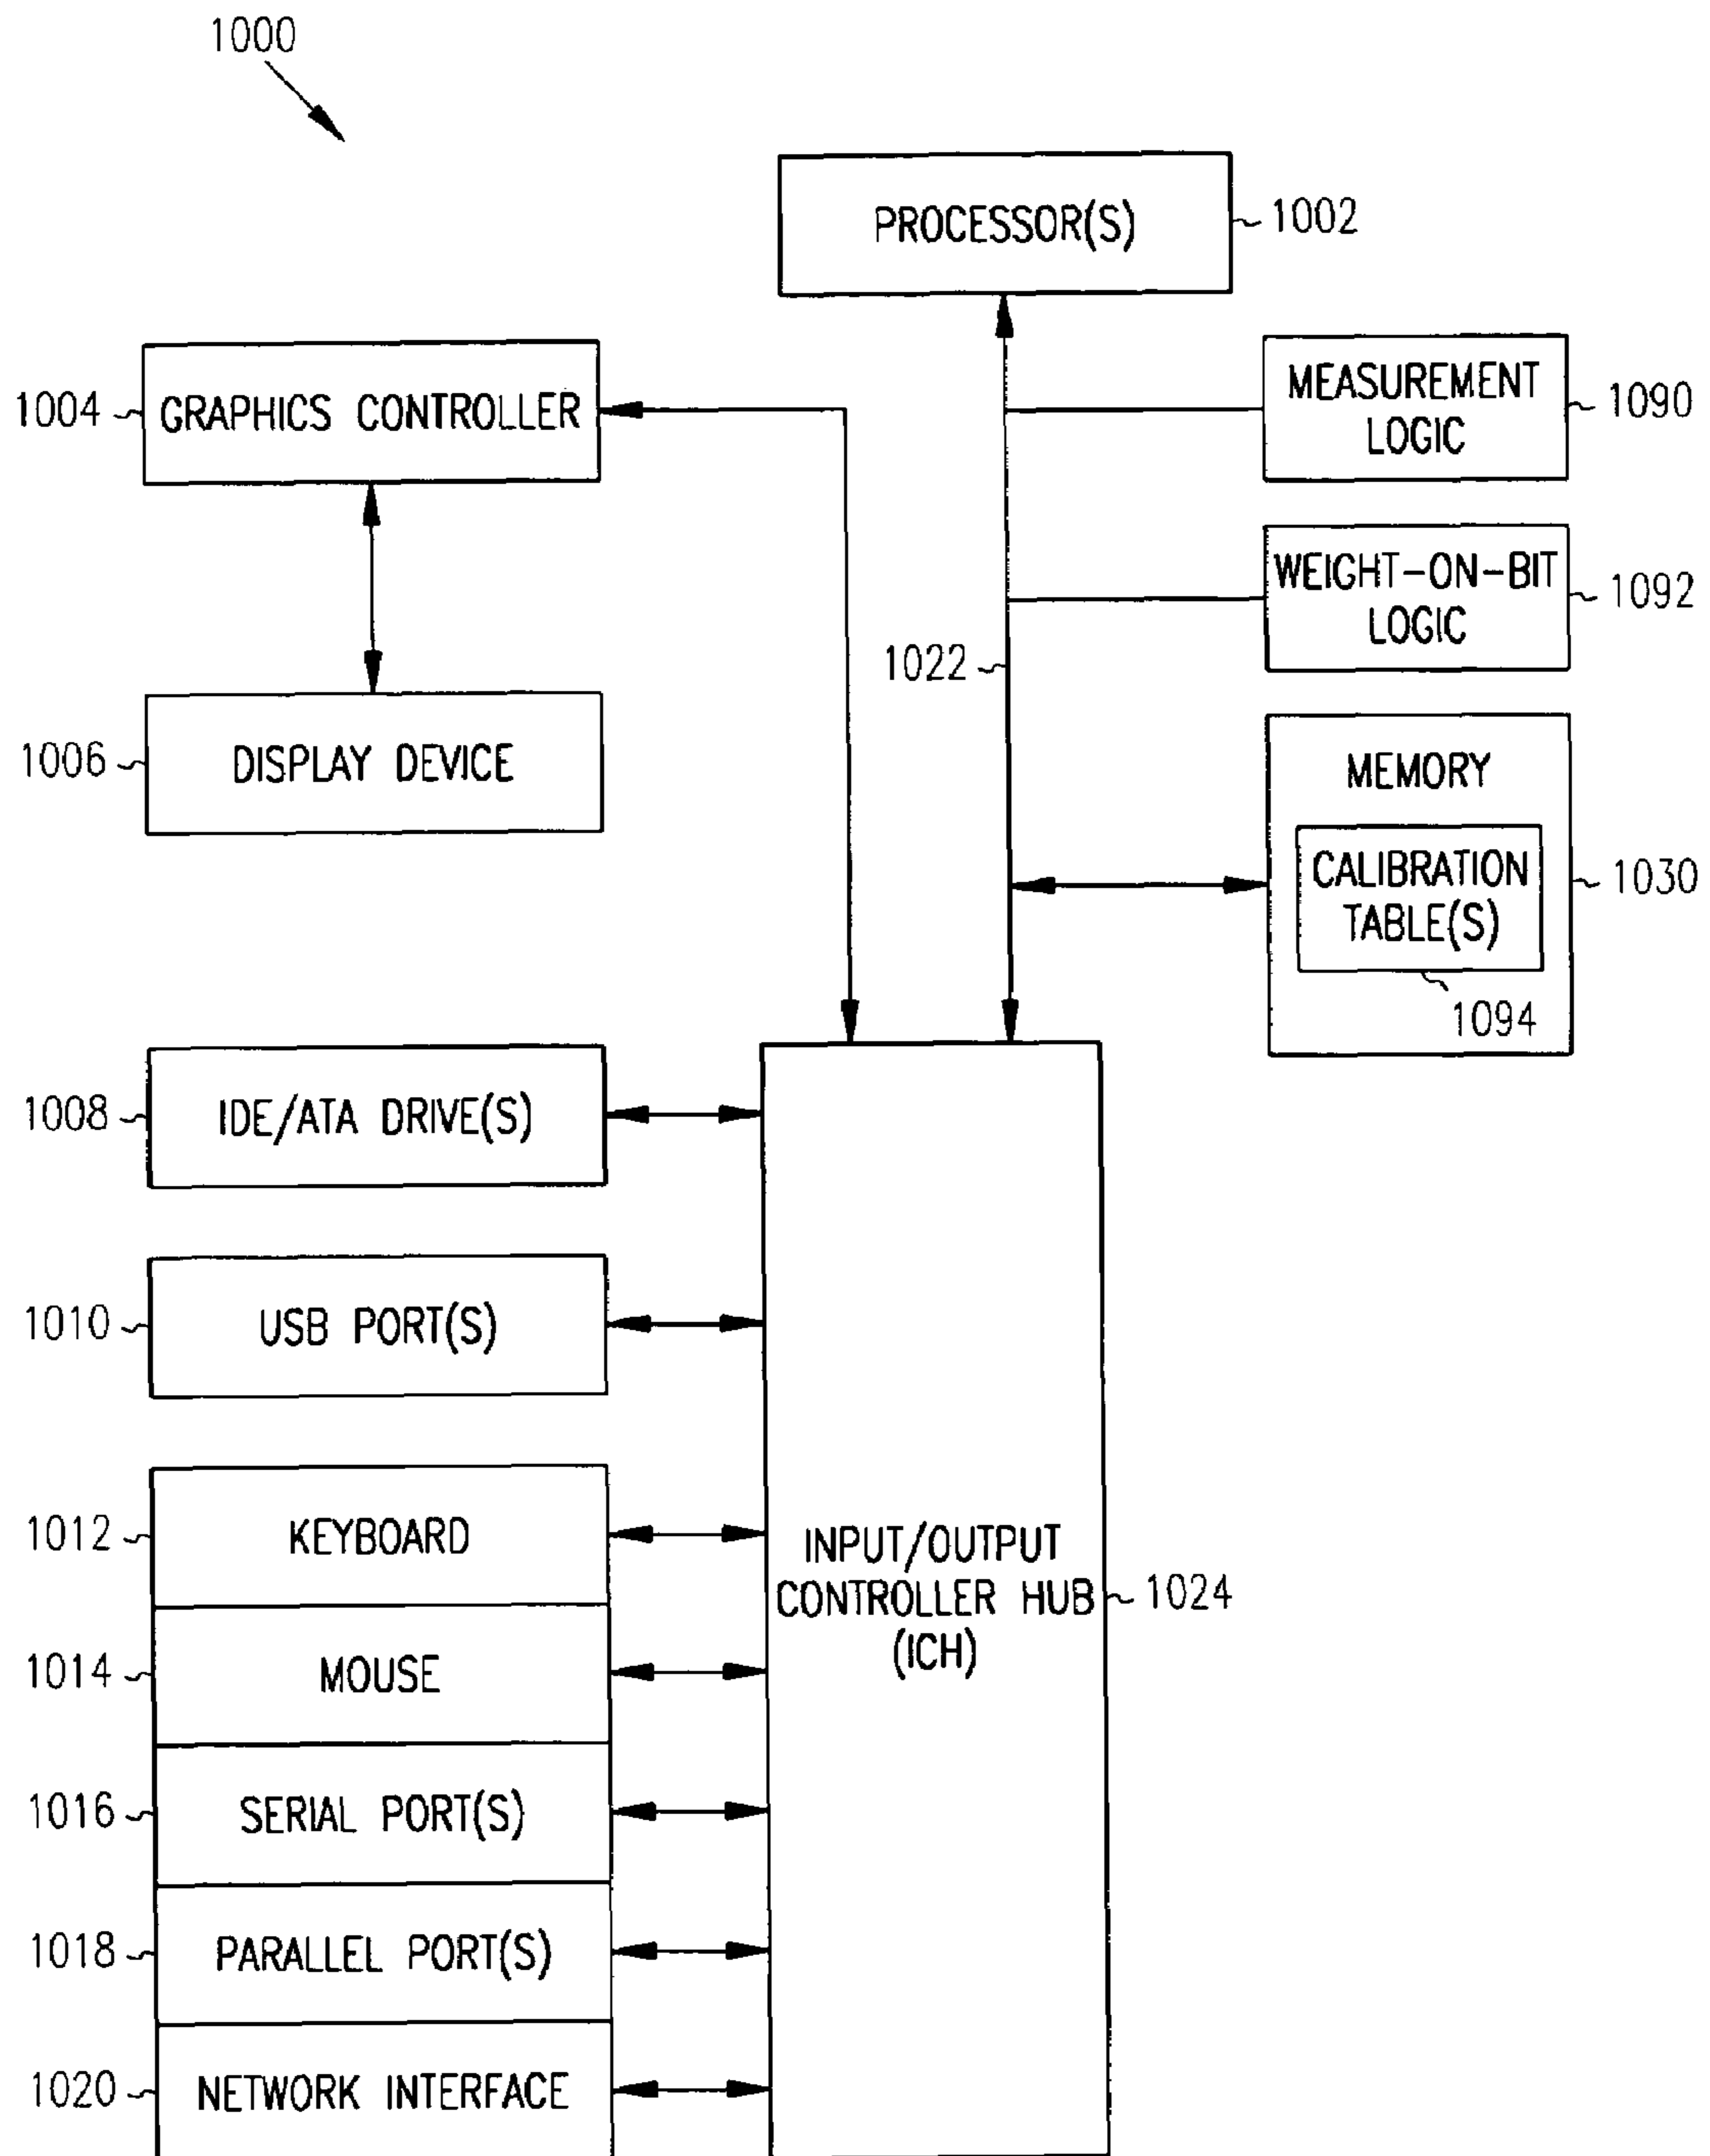 1000
PROCESSOR(S)
1002
1004
GRAPHICS CONTROLLER
MEASUREMENT
LOGIC
1090
WEIGHT-ON-BIT
LOGIC
1092
1022
1006
DISPLAY DEVICE
MEMORY
CALIBRATION
TABLE(S)
1030
1094
1008
IDE/ATA DRIVE(S)
1010
USB PORT(S)
1012
KEYBOARD
INPUT/OUTPUT
CONTROLLER HUB
(ICH)
1024
1014
MOUSE
1016
SERIAL PORT(S)
1018
PARALLEL PORT(S)
1020
NETWORK INTERFACE